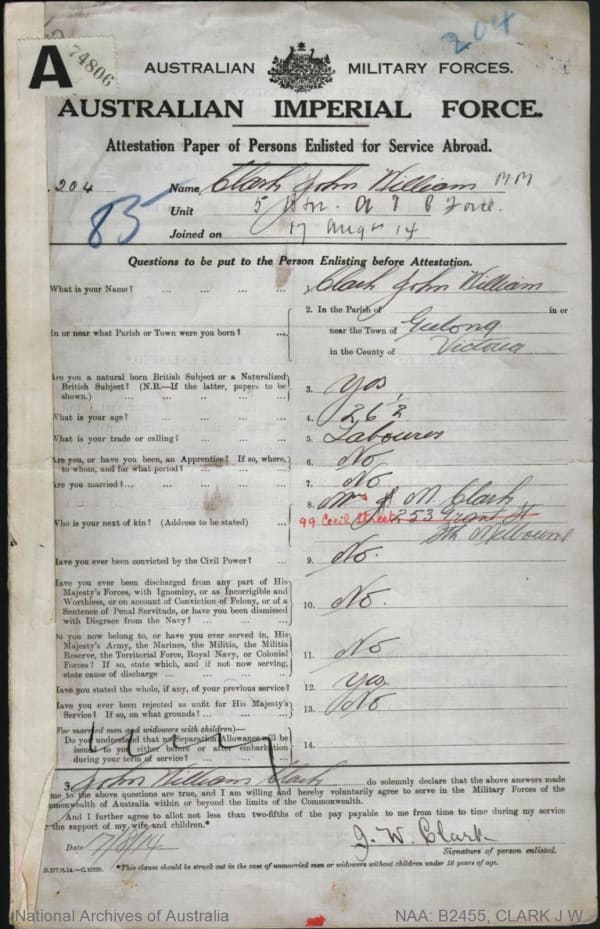 204
A 74806
AUSTRALIAN MILITARY FORCES.
AUSTRALIAN IMPERIAL FORCE.
Attestation Paper of Persons Enlisted for Service Abroad.
204 Name Clark John William MM
85 Unit 5 Btn. Force.
Joined on 17 Augst 14
Questions to be put to the Person Enlisting before Attestation.
What is your Name? ... ... ... ... Clark John William
2. In the Parish of in or
In or near what Parish or Town were you born? ... near the Town of Geelong
in the County of Victoria
Are you a natural born British Subject or a Naturalized
British Subject? (N.B.—If the latter, papers to be
shown.) 3. Yes
What is your age? 4. 26 2
What is your trade or calling? 5. Labourer
Are you, or have you been, an Apprentice? If so, where,
to whom, and for what period? 6. No
Are you married? ... 7. No
8. Mrs M. Clark
Who is your next of kin? (Address to be stated) ... 99 Cecil Street 253 Grant St
Sth Melbourne
Have you ever been convicted by the Civil Power? ... 9. No.
Have you ever been discharged from any part of His
Majesty's Forces, with Ignominy, or as Incorrigible and
Worthless, or on account of Conviction of Felony, or of a
Sentence of Penal Servitude, or have you been dismissed
with Disgrace from the Navy? ... 10. No.
Do you now belong to, or have you ever served in, His
Majesty's Army, the Marines, the Militia, the Militia
Reserve, the Territorial Force, Royal Navy, or Colonial
Forces? If so, state which, and if not now serving,
state cause of discharge 11. No
Have you stated the whole, if any, of your previous service? 12. Yes
Have you ever been rejected as unfit for His Majesty's
Service? If so, on what grounds? 13. No
(For married men and widowers with children)—
Do you understand that no Separation Allowance will be
issued to you either before or after embarkation
during your term of service? 14.
3. John William Clark do solemnly declare that the above answers made
me to the above questions are true, and I am willing and hereby voluntarily agree to serve in the Military Forces of the
monwealth of Australia within or beyond the limits of the Commonwealth.
And I further agree to allot not less than two-fifths of the pay payable to me from time to time during my service
the support of my wife and children.*
Date 17/8/14 J. W. Clark
Signature of person enlisted.
*This clause should be struck out in the case of unmarried men or widowers without children under 18 years of age.
National Archives of Australia NAA: B2455, CLARK J W